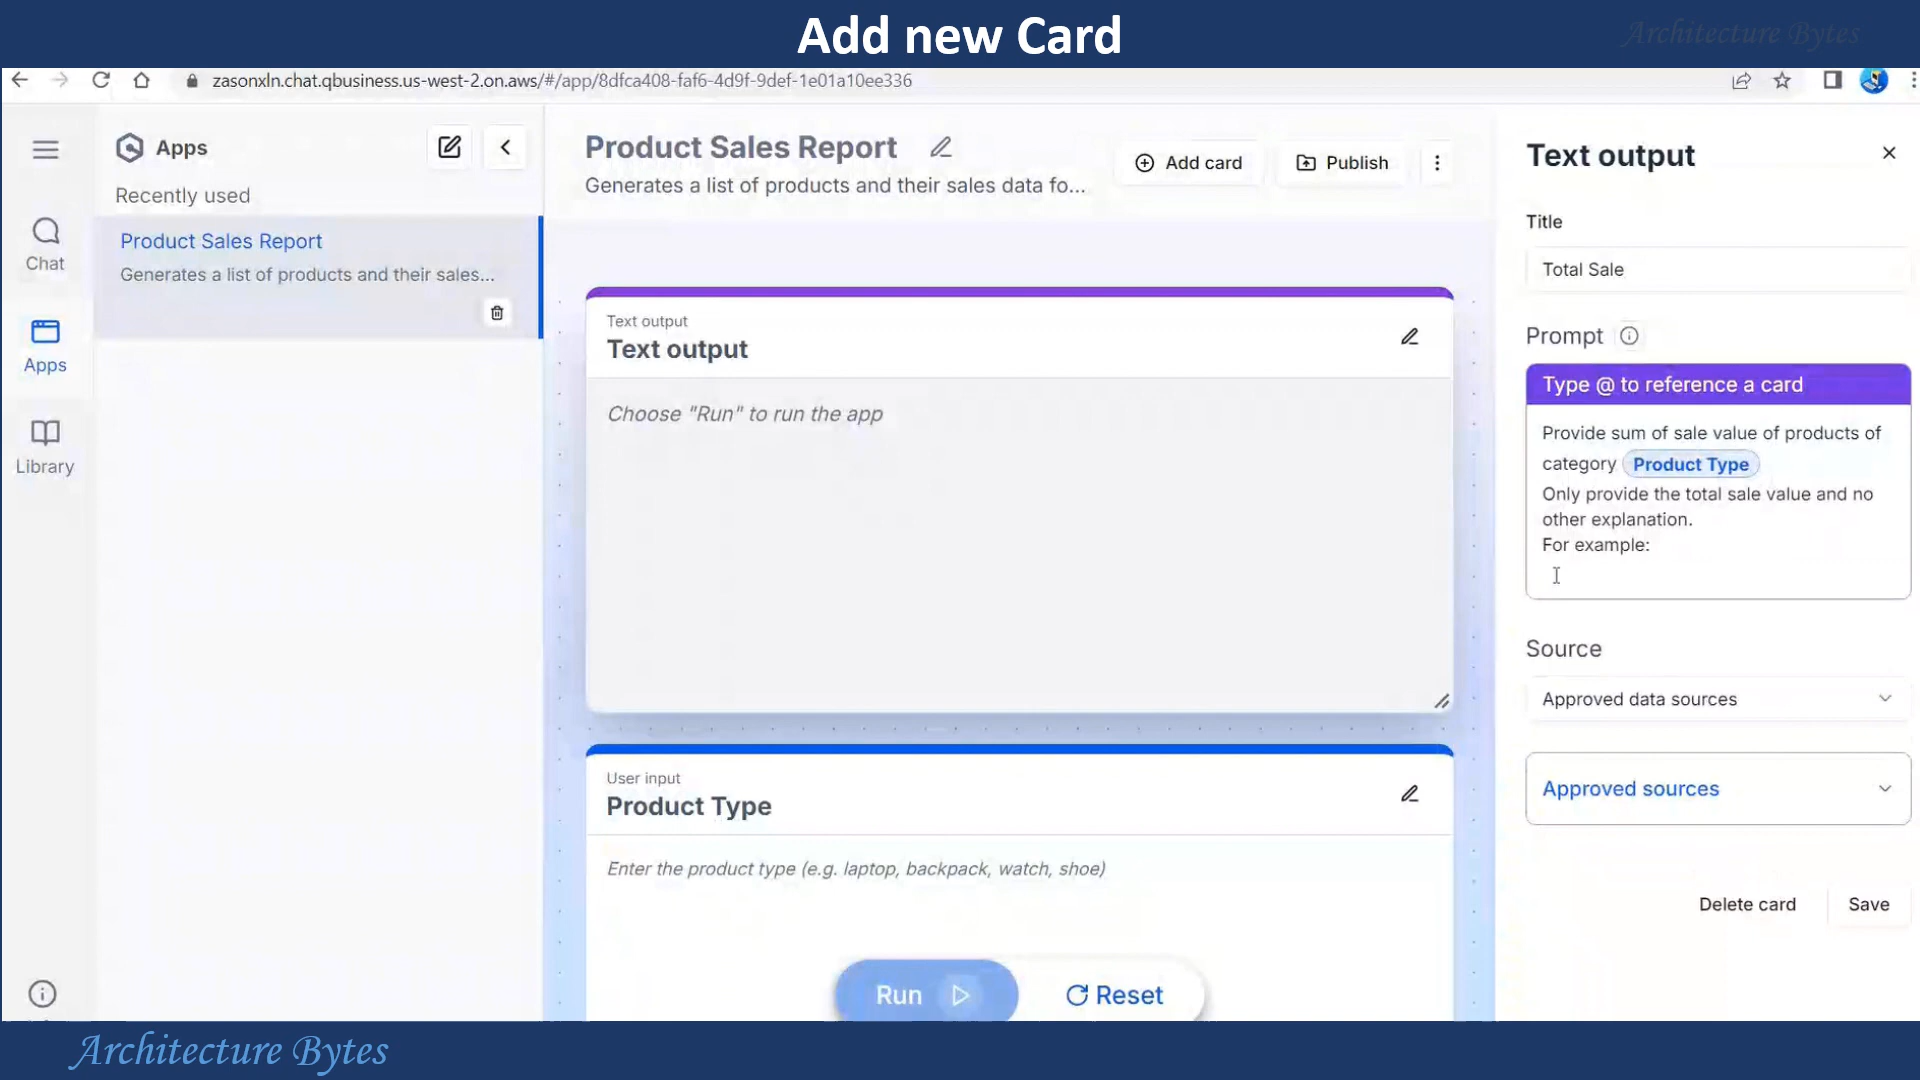 Add new Card
Architecture Bytes
zasonxln.chat.qbusiness.us-west-2.on.aws/#/app/8dfca408-faf6-4d9f-9def-1e01a10ee336
Chat
Apps
Library
Apps
Recently used
Product Sales Report
Generates a list of products and their sales...
Product Sales Report
Generates a list of products and their sales data fo...
Add card
Publish
Text output
Text output
Choose "Run" to run the app
User input
Product Type
Enter the product type (e.g. laptop, backpack, watch, shoe)
Run
Reset
Text output
Title
Total Sale
Prompt
Type @ to reference a card
Provide sum of sale value of products of
category Product Type
Only provide the total sale value and no
other explanation.
For example:
Source
Approved data sources
Approved sources
Delete card
Save
Architecture Bytes